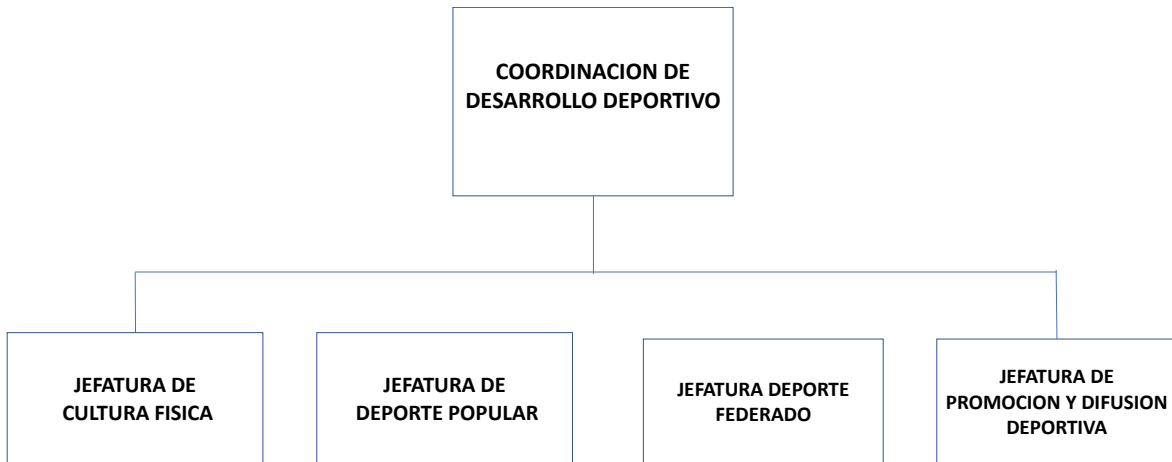 COORDINACION DE
DESARROLLO DEPORTIVO
JEFATURA DE
CULTURA FISICA
JEFATURA DE
DEPORTE POPULAR
JEFATURA DEPORTE
FEDERADO
JEFATURA DE
PROMOCION Y DIFUSION
DEPORTIVA